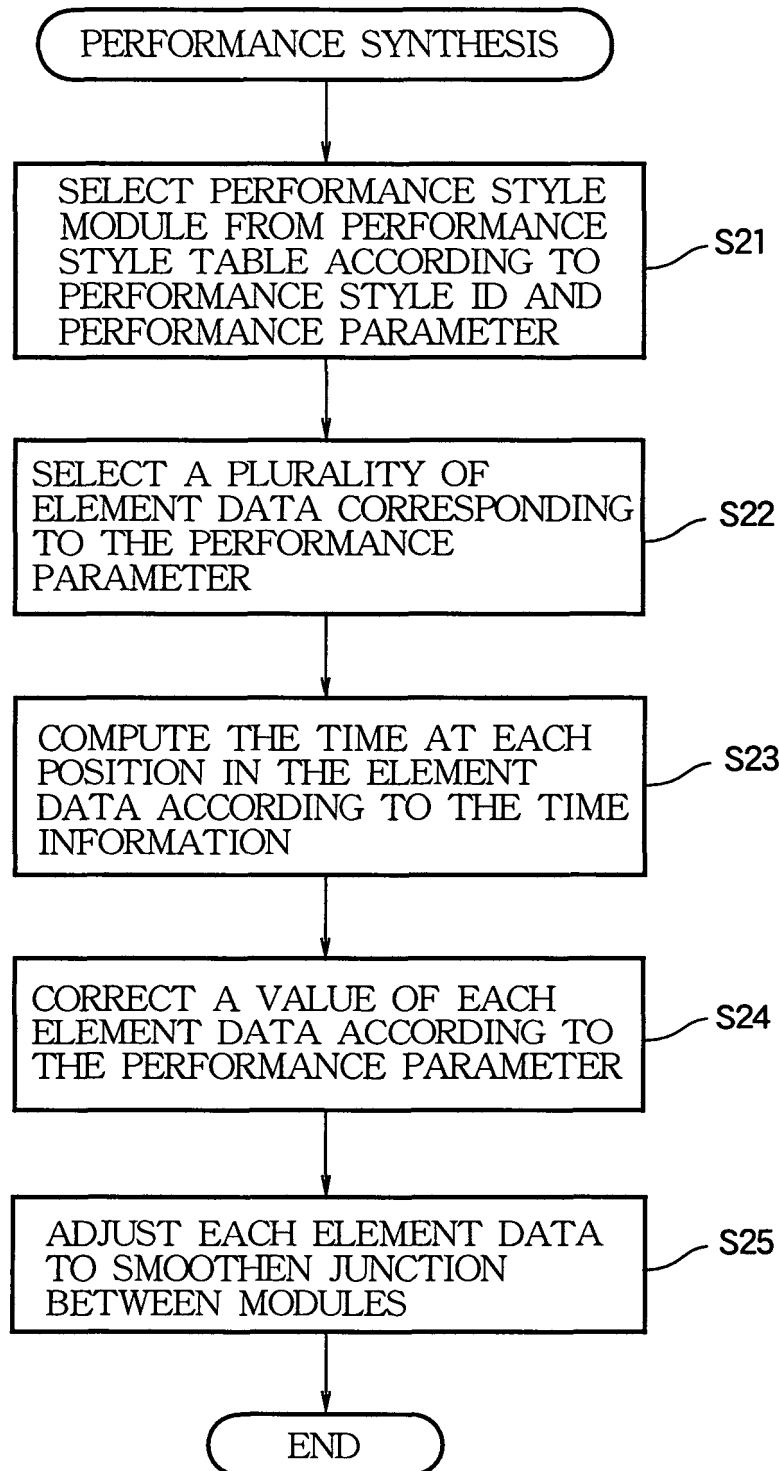 PERFORMANCE SYNTHESIS
SELECT PERFORMANCE STYLE
MODULE FROM PERFORMANCE
STYLE TABLE ACCORDING TO
PERFORMANCE STYLE ID AND
PERFORMANCE PARAMETER
S21
SELECT A PLURALITY OF
ELEMENT DATA CORRESPONDING
TO THE PERFORMANCE
PARAMETER
S22
COMPUTE THE TIME AT EACH
POSITION IN THE ELEMENT
DATA ACCORDING TO THE TIME
INFORMATION
S23
CORRECT A VALUE OF EACH
ELEMENT DATA ACCORDING TO
THE PERFORMANCE PARAMETER
S24
ADJUST EACH ELEMENT DATA
TO SMOOTHEN JUNCTION
BETWEEN MODULES
S25
END